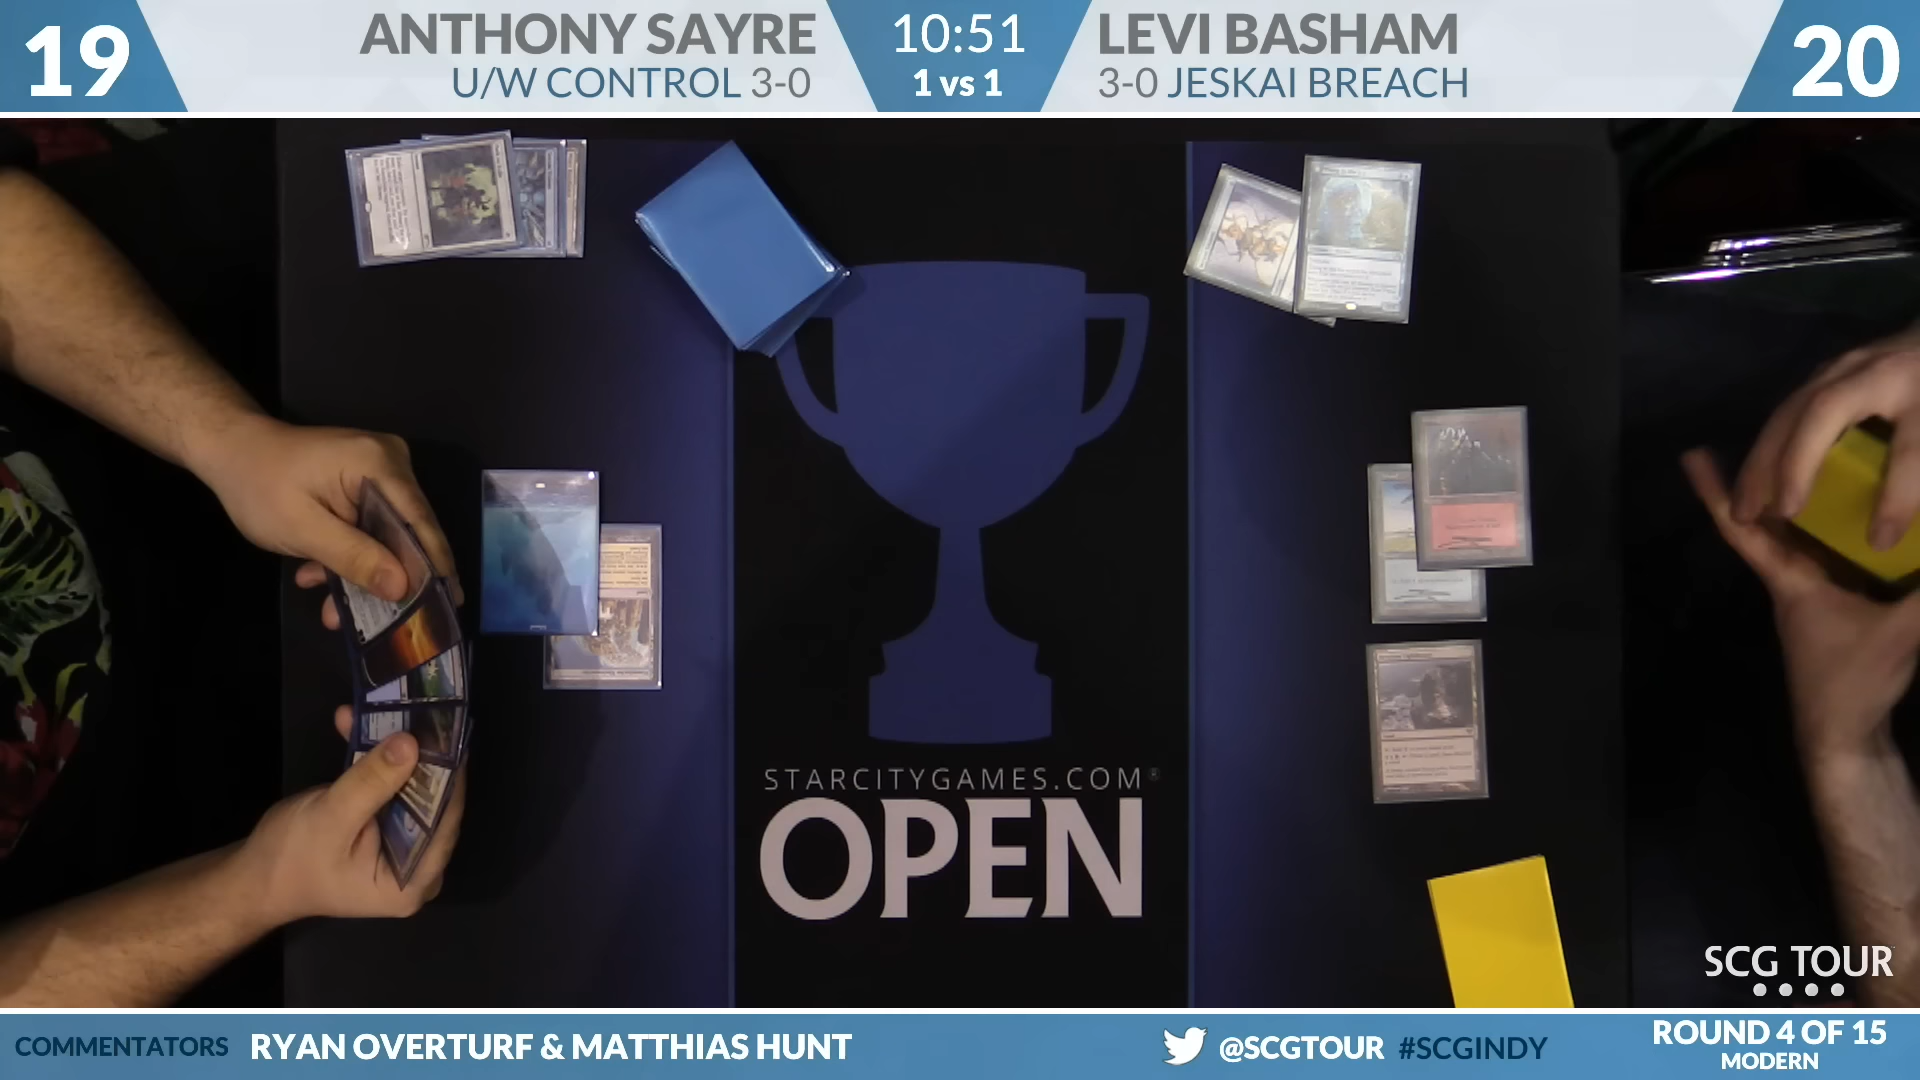 19
ANTHONY SAYRE
U/W CONTROL 3-0
10:51
1 vs 1
LEVI BASHAM
3-0 JESKAI BREACH
20
STARCITYGAMES.COM®
OPEN
SCG TOUR
COMMENTATORS RYAN OVERTURF & MATTHIAS HUNT
@SCGTOUR #SCGINDY
ROUND 4 OF 15
MODERN